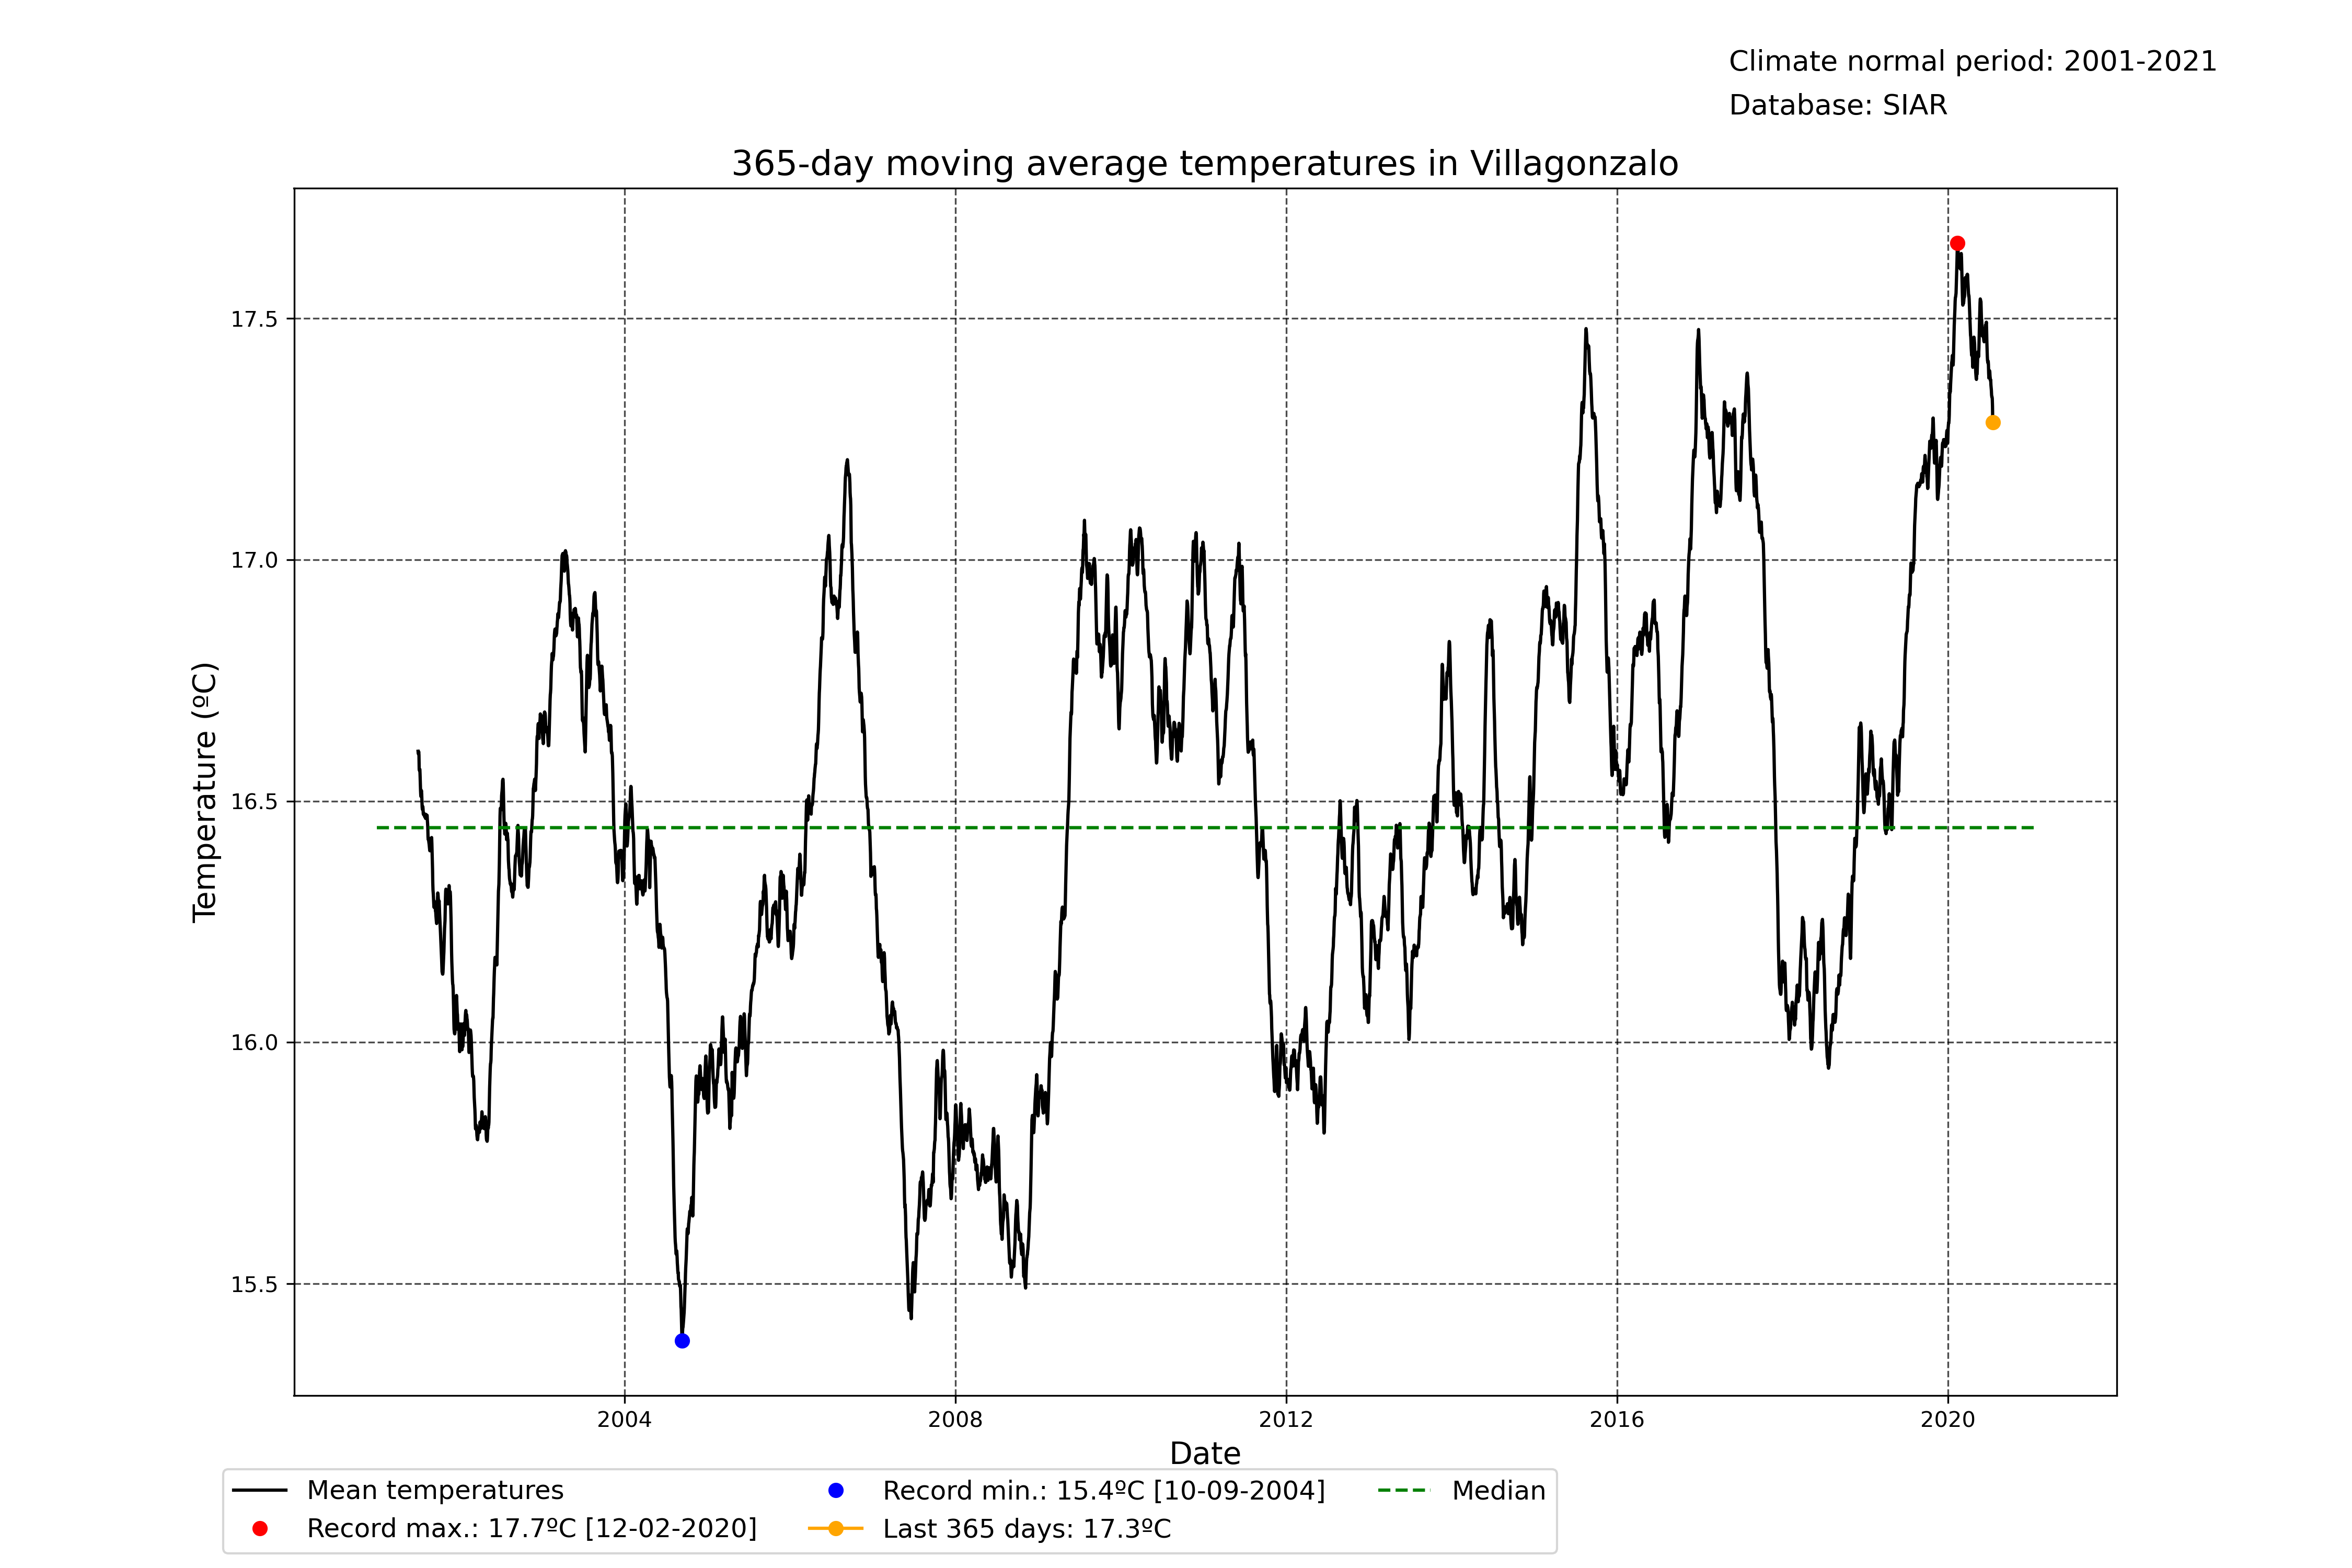 Climate normal period: 2001-2021
Database: SIAR
365-day moving average temperatures in Villagonzalo
Temperature (ºC)
17.5
17.0
16.5
16.0
15.5
2004
2008
2012
2016
2020
Date
Mean temperatures
Record max.: 17.7ºC [12-02-2020]
Record min.: 15.4ºC [10-09-2004]
Last 365 days: 17.3ºC
Median